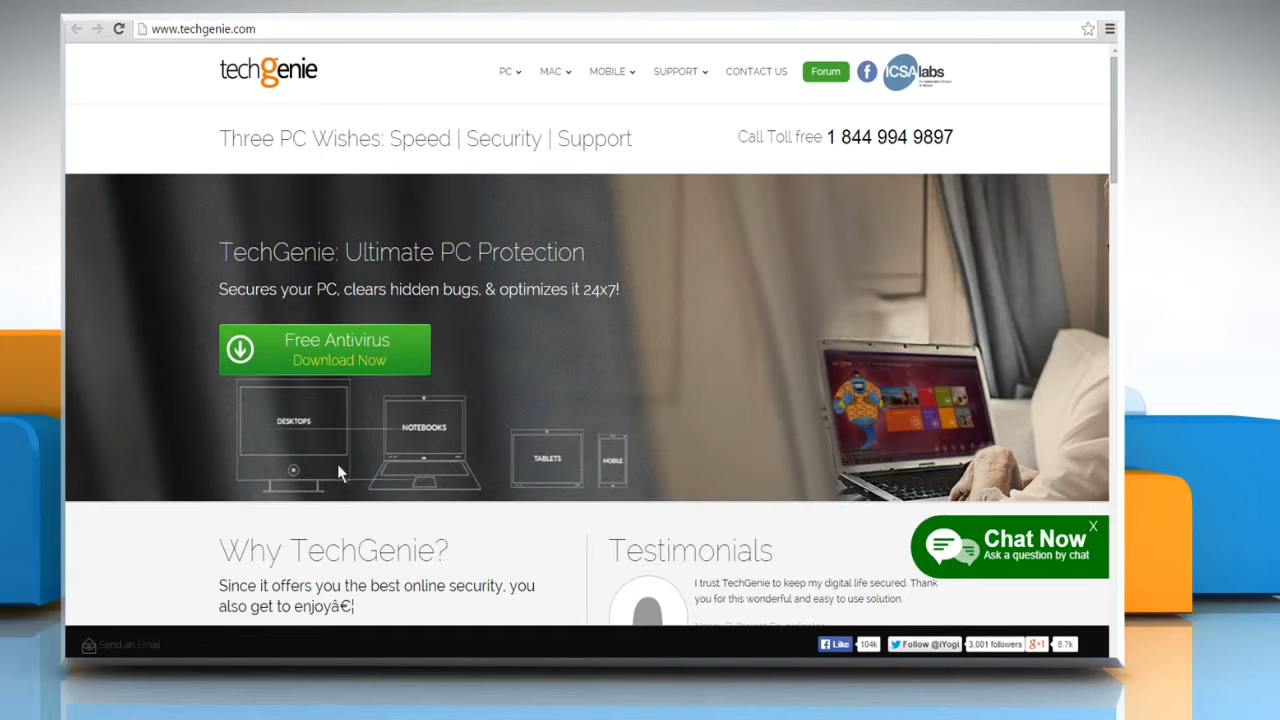 www.techgenie.com
techgenie
PC MAC MOBILE SUPPORT CONTACT US Forum f ICSAlabs
Three PC Wishes: Speed | Security | Support
Call Toll free 1 844 994 9897
TechGenie: Ultimate PC Protection
Secures your PC, clears hidden bugs, & optimizes it 24x7!
Free Antivirus
Download Now
DESKTOPS
NOTEBOOKS
TABLETS
MOBILE
Why TechGenie?
Since it offers you the best online security, you
also get to enjoyâ€¦
Testimonials
I trust TechGenie to keep my digital life secured. Thank
you for this wonderful and easy to use solution.
Chat Now X
Ask a question by chat
Send an Email
Like 104k Follow @iYogi 3,001 followers g+1 8.7k